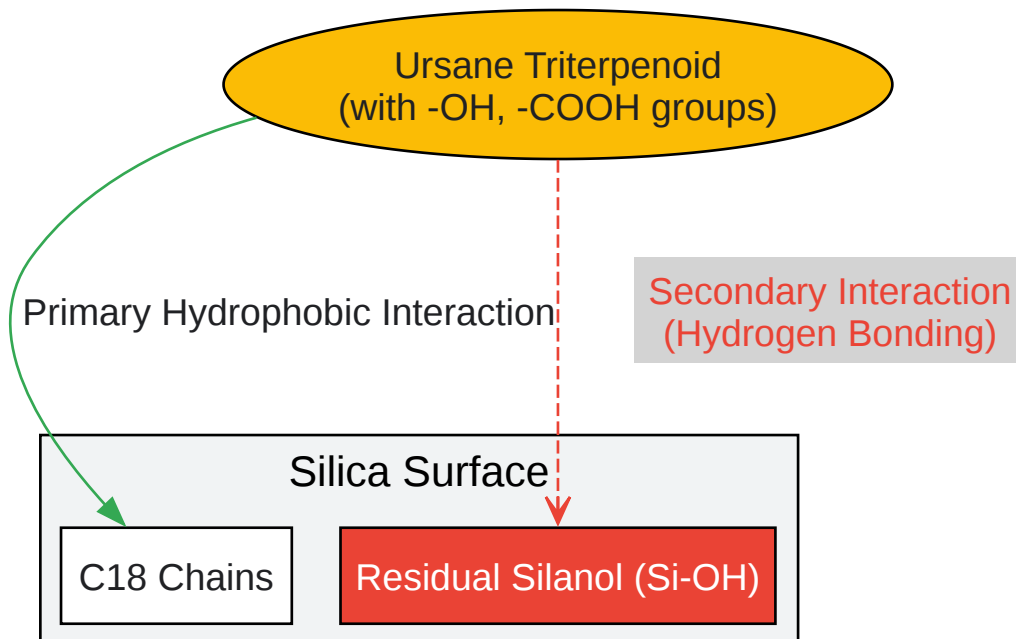 Ursane Triterpenoid
(with -OH, -COOH groups)
Primary Hydrophobic Interaction
Secondary Interaction
(Hydrogen Bonding)
Silica Surface
C18 Chains
Residual Silanol (Si-OH)